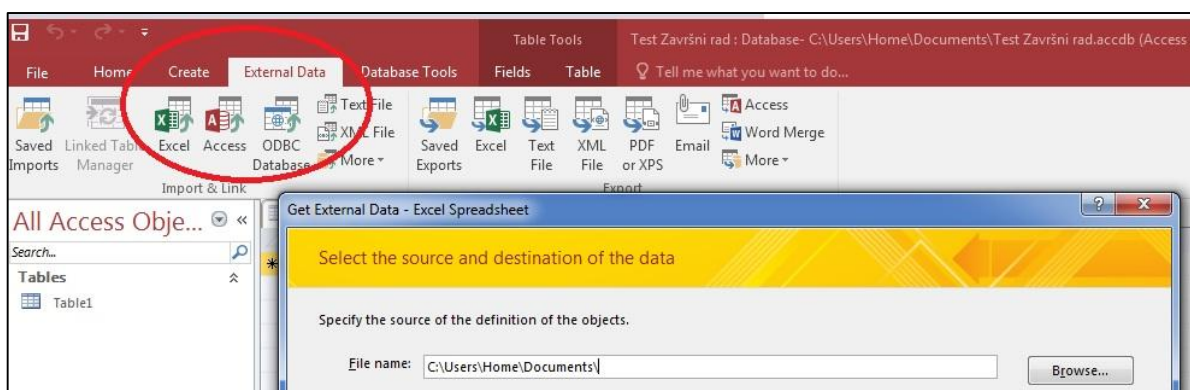 Table Tools Test Završni rad : Database- C:\Users\Home\Documents\Test Završni rad.accdb (Access
File Home Create External Data Database Tools Fields Table Tell me what you want to do...
Saved Imports
Linked Table Manager
Excel
Access
ODBC Database
Text File
XML File
More
Import & Link
Saved Exports
Excel
Text File
XML File
PDF or XPS
Email
Access
Word Merge
More
Export
All Access Obje...
Search...
Tables
Table1
Get External Data - Excel Spreadsheet
Select the source and destination of the data
Specify the source of the definition of the objects.
File name: C:\Users\Home\Documents\ Browse...